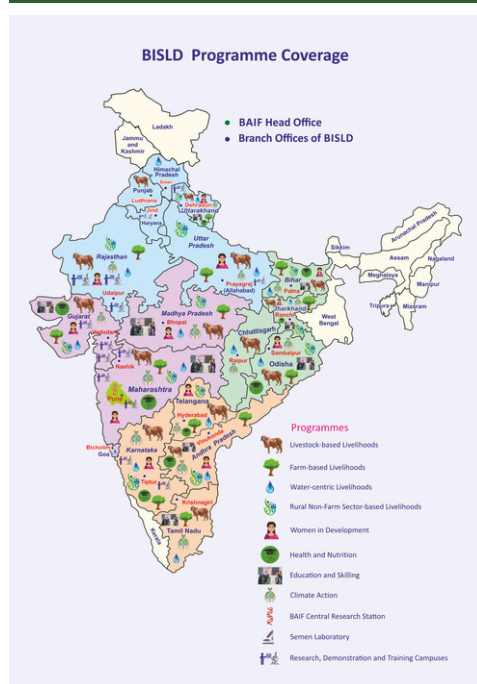 BISLD Programme Coverage
BAIF Head Office
Branch Offices of BISLD
Ladakh
Jammu
and
Kashmir
Himachal
Pradesh
Punjab
Ludhiana
Jind
Haryana
Dehradun
Uttarakhand
Uttar
Pradesh
Rajasthan
Udaipur
Prayagraj
(Allahabad)
Bihar
Patna
Jharkhand
Ranchi
Sikkim
Arunachal Pradesh
Assam
Nagaland
Meghalaya
Manipur
Tripura
Mizoram
West
Bengal
Gujarat
Vadodara
Madhya Pradesh
Bhopal
Chhattisgarh
Raipur
Sambalpur
Odisha
Nashik
Maharashtra
Pune
Telangana
Hyderabad
Vinukonda
Andhra Pradesh
Bicholim
Goa
Karnataka
Tiptur
Krishnagiri
Tamil Nadu
Kerala
Programmes
Livestock-based Livelihoods
Farm-based Livelihoods
Water-centric Livelihoods
Rural Non-Farm Sector-based Livelihoods
Women in Development
Health and Nutrition
Education and Skilling
Climate Action
BAIF Central Research Station
Semen Laboratory
Research, Demonstration and Training Campuses